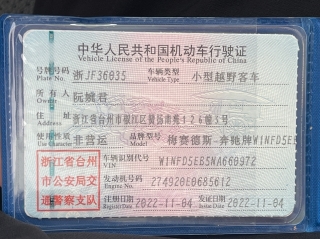 中华人民共和国机动车行驶证
Vehicle License of the People's Republic of China
号牌号码 浙JF36035 车辆类型 小型越野客车
Plate No. Vehicle Type
所有人
Owner
住址 浙江省台州市椒江区
Address
使用性质 非营运 品牌型号 梅赛德斯-奔驰牌
Use Character Model
浙江省台州
市公安局交
通警察支队
车辆识别代号
VIN
发动机号码 274920E0685612
Engine No.
注册日期 2022-11-04 发证日期 2022-11-04
Register Date Issue Date